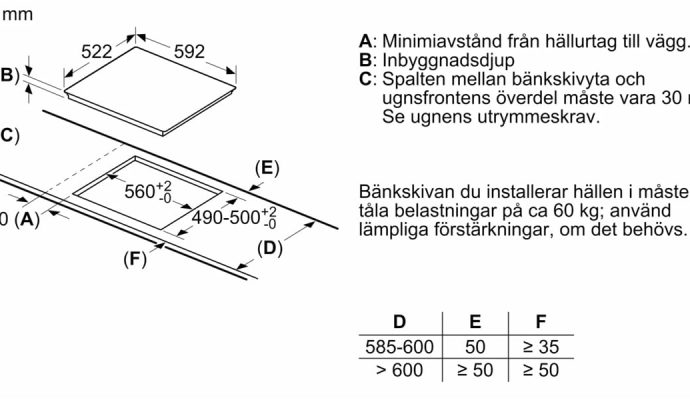 mm
522
592
B)
C)
A: Minimiavstånd från hällurtag till vägg.
B: Inbyggnadsdjup
C: Spalten mellan bänkskivyta och
ugnsfrontens överdel måste vara 30
Se ugnens utrymmeskrav.
(E)
560+2 -0
490-500+2 -0
0 (A)
(D)
(F)
Bänkskivan du installerar hällen i måste
tåla belastningar på ca 60 kg; använd
lämpliga förstärkningar, om det behövs.
D E F
585-600 50 ≥ 35
> 600 ≥ 50 ≥ 50